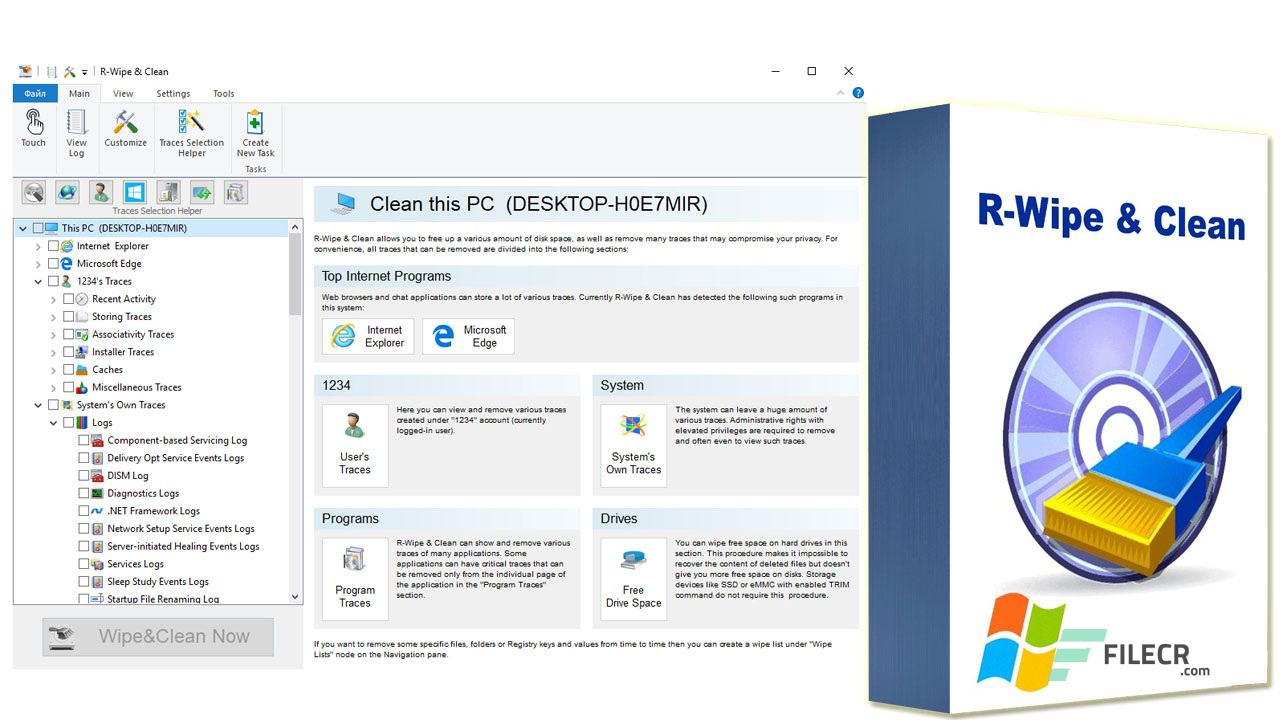 R-Wipe & Clean
Файл Main View Settings Tools
Touch
View
Log
Customize
Traces Selection
Helper
Create
New Task
Tasks
Traces Selection Helper
This PC (DESKTOP-H0E7MIR)
Internet Explorer
Microsoft Edge
1234's Traces
Recent Activity
Storing Traces
Associativity Traces
Installer Traces
Caches
Miscellaneous Traces
System's Own Traces
Logs
Component-based Servicing Log
Delivery Opt Service Events Logs
DISM Log
Diagnostics Logs
.NET Framework Logs
Network Setup Service Events Logs
Server-initiated Healing Events Logs
Services Logs
Sleep Study Events Logs
Startup File Renaming Log
Wipe&Clean Now
Clean this PC (DESKTOP-H0E7MIR)
R-Wipe & Clean allows you to free up a various amount of disk space, as well as remove many traces that may compromise your privacy. For
convenience, all traces that can be removed are divided into the following sections:
Top Internet Programs
Web browsers and chat applications can store a lot of various traces. Currently R-Wipe & Clean has detected the following such programs in
this system:
Internet
Explorer
Microsoft
Edge
1234
User's
Traces
Here you can view and remove various traces
created under "1234" account (currently
logged-in user).
System
System's
Own Traces
The system can leave a huge amount of
various traces. Administrative rights with
elevated privileges are required to remove
and often even to view such traces.
Programs
Program
Traces
R-Wipe & Clean can show and remove various
traces of many applications. Some
applications can have critical traces that can
be removed only from the individual page of
the application in the "Program Traces"
section.
Drives
Free
Drive Space
You can wipe free space on hard drives in this
section. This procedure makes it impossible to
recover the content of deleted files but doesn't
give you more free space on disks. Storage
devices like SSD or eMMC with enabled TRIM
command do not require this procedure.
If you want to remove some specific files, folders or Registry keys and values from time to time then you can create a wipe list under "Wipe
Lists" node on the Navigation pane.
R-Wipe & Clean
FILECR
.com